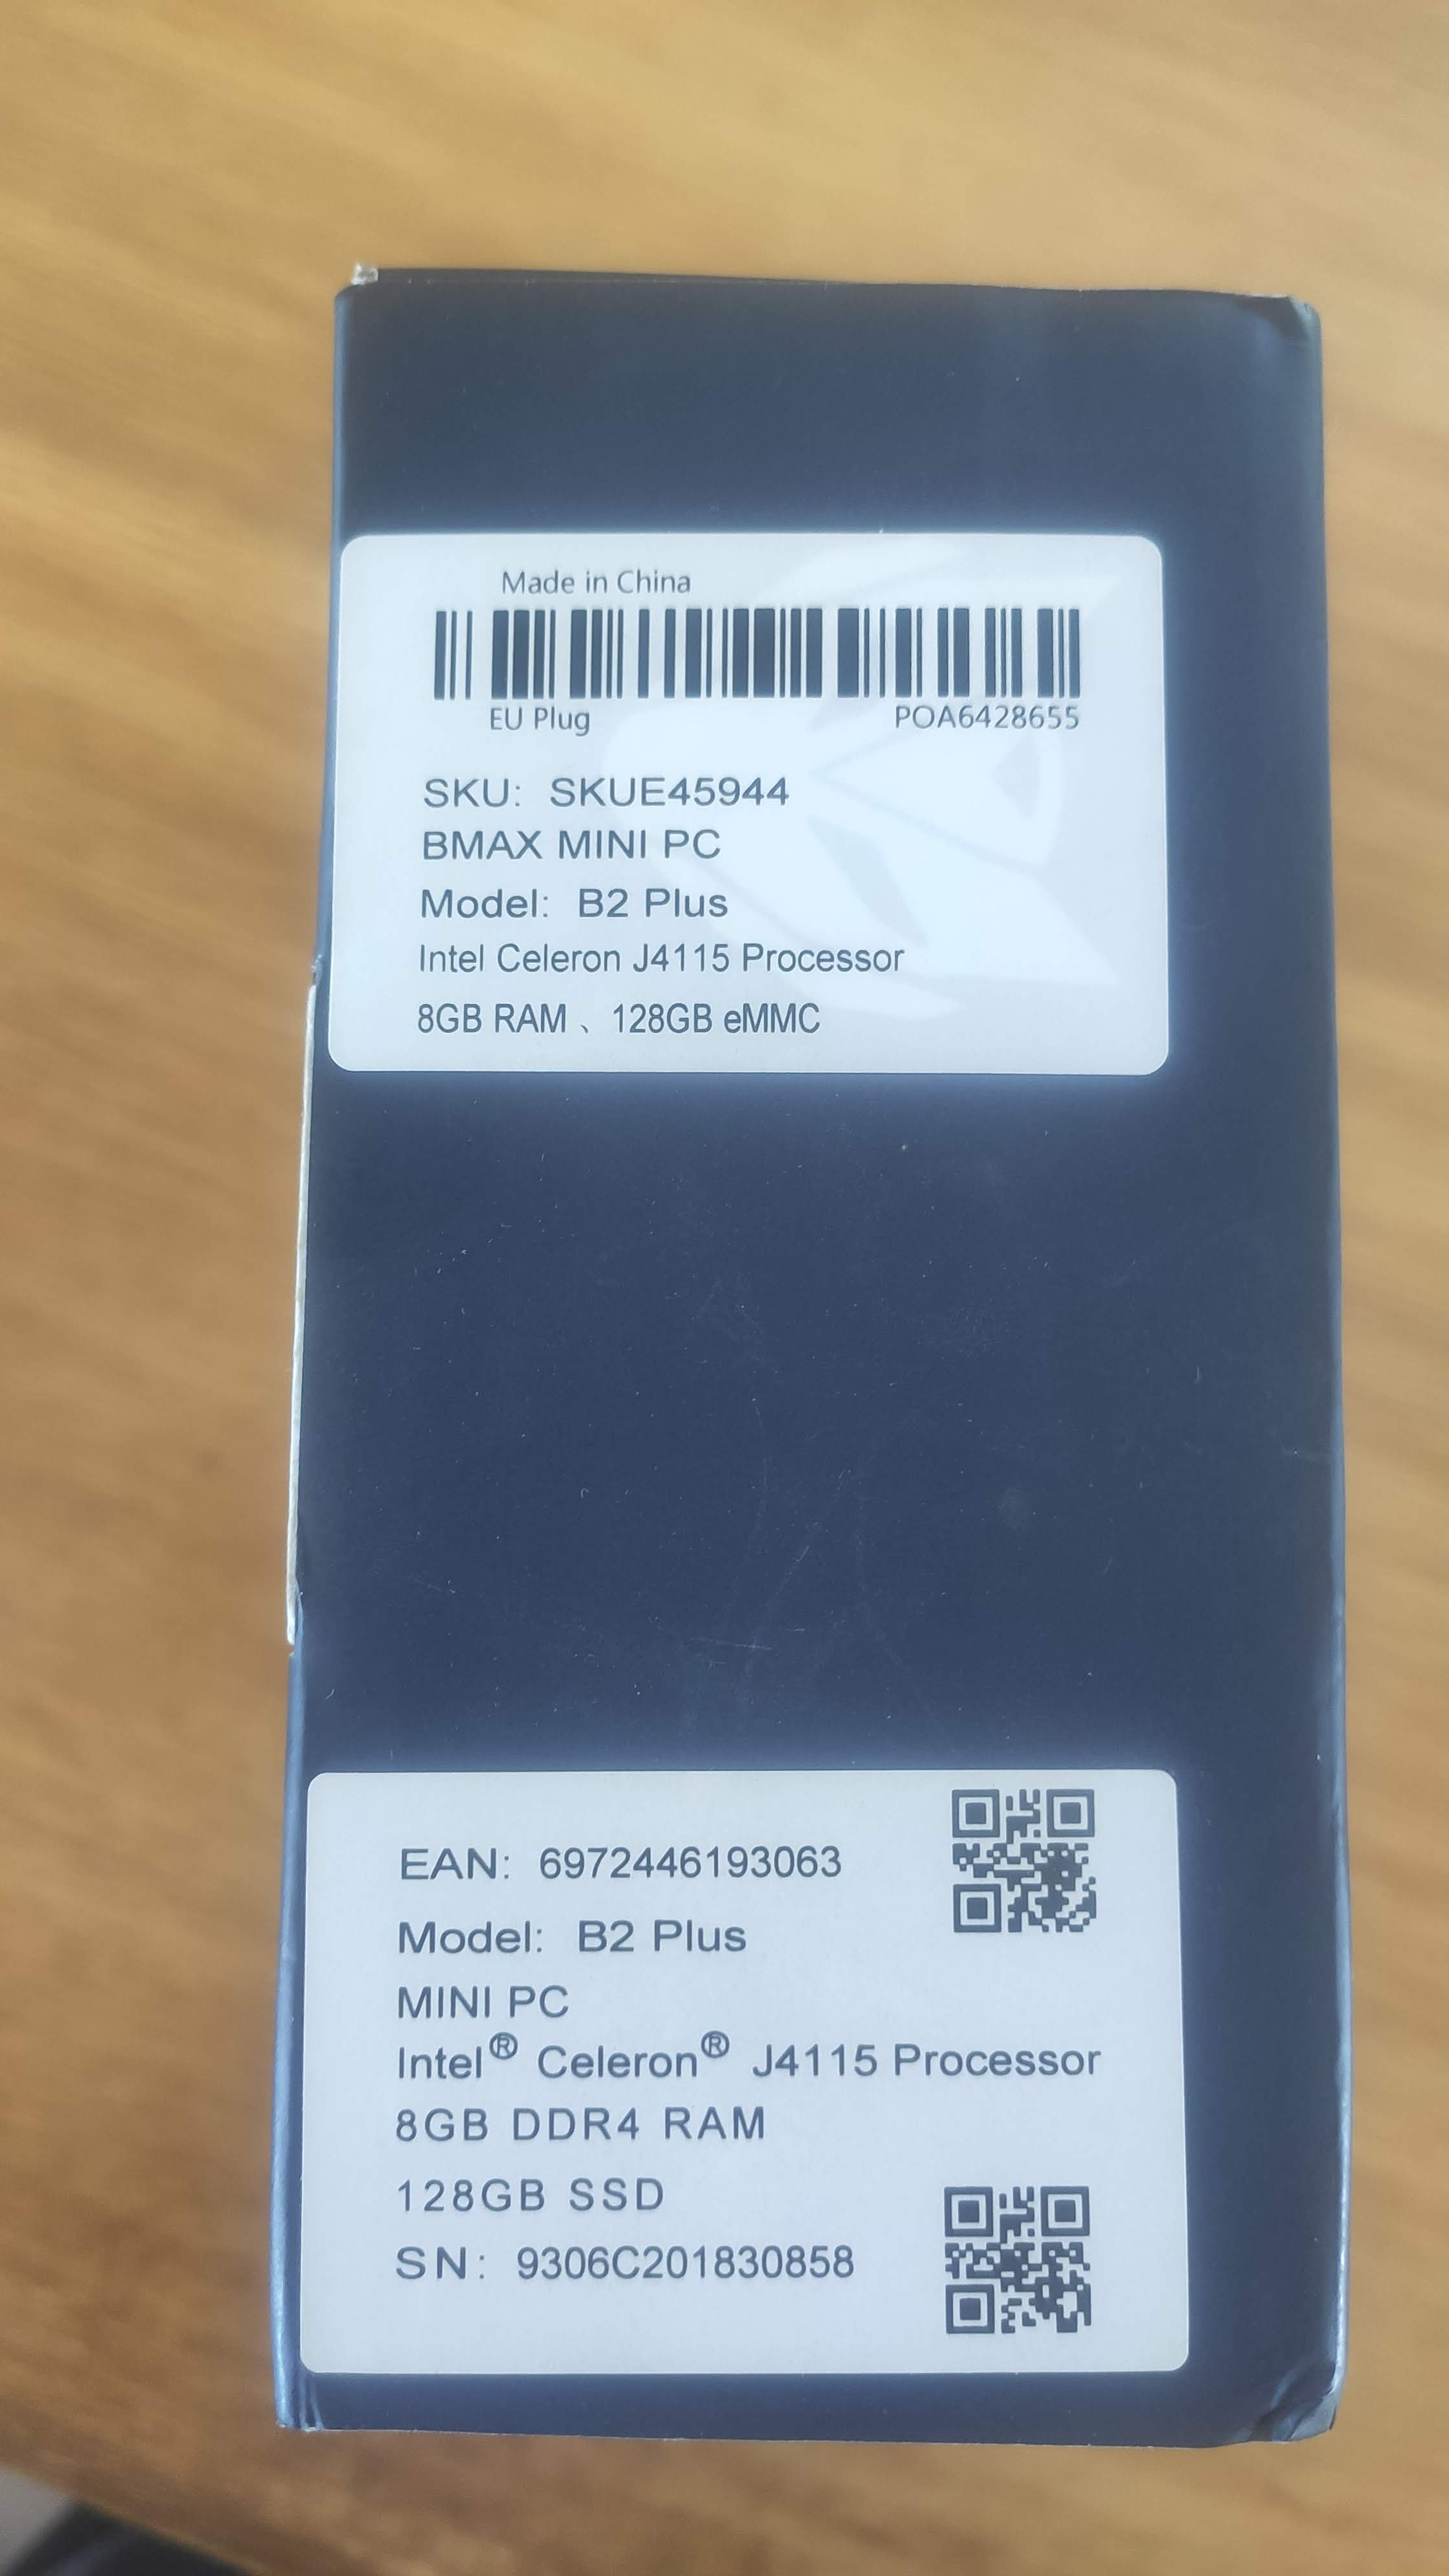 Made in China
EU Plug POA6428655
SKU: SKUE45944
BMAX MINI PC
Model: B2 Plus
Intel Celeron J4115 Processor
8GB RAM 、 128GB eMMC
EAN: 6972446193063
Model: B2 Plus
MINI PC
Intel® Celeron® J4115 Processor
8GB DDR4 RAM
128GB SSD
SN: 9306C201830858